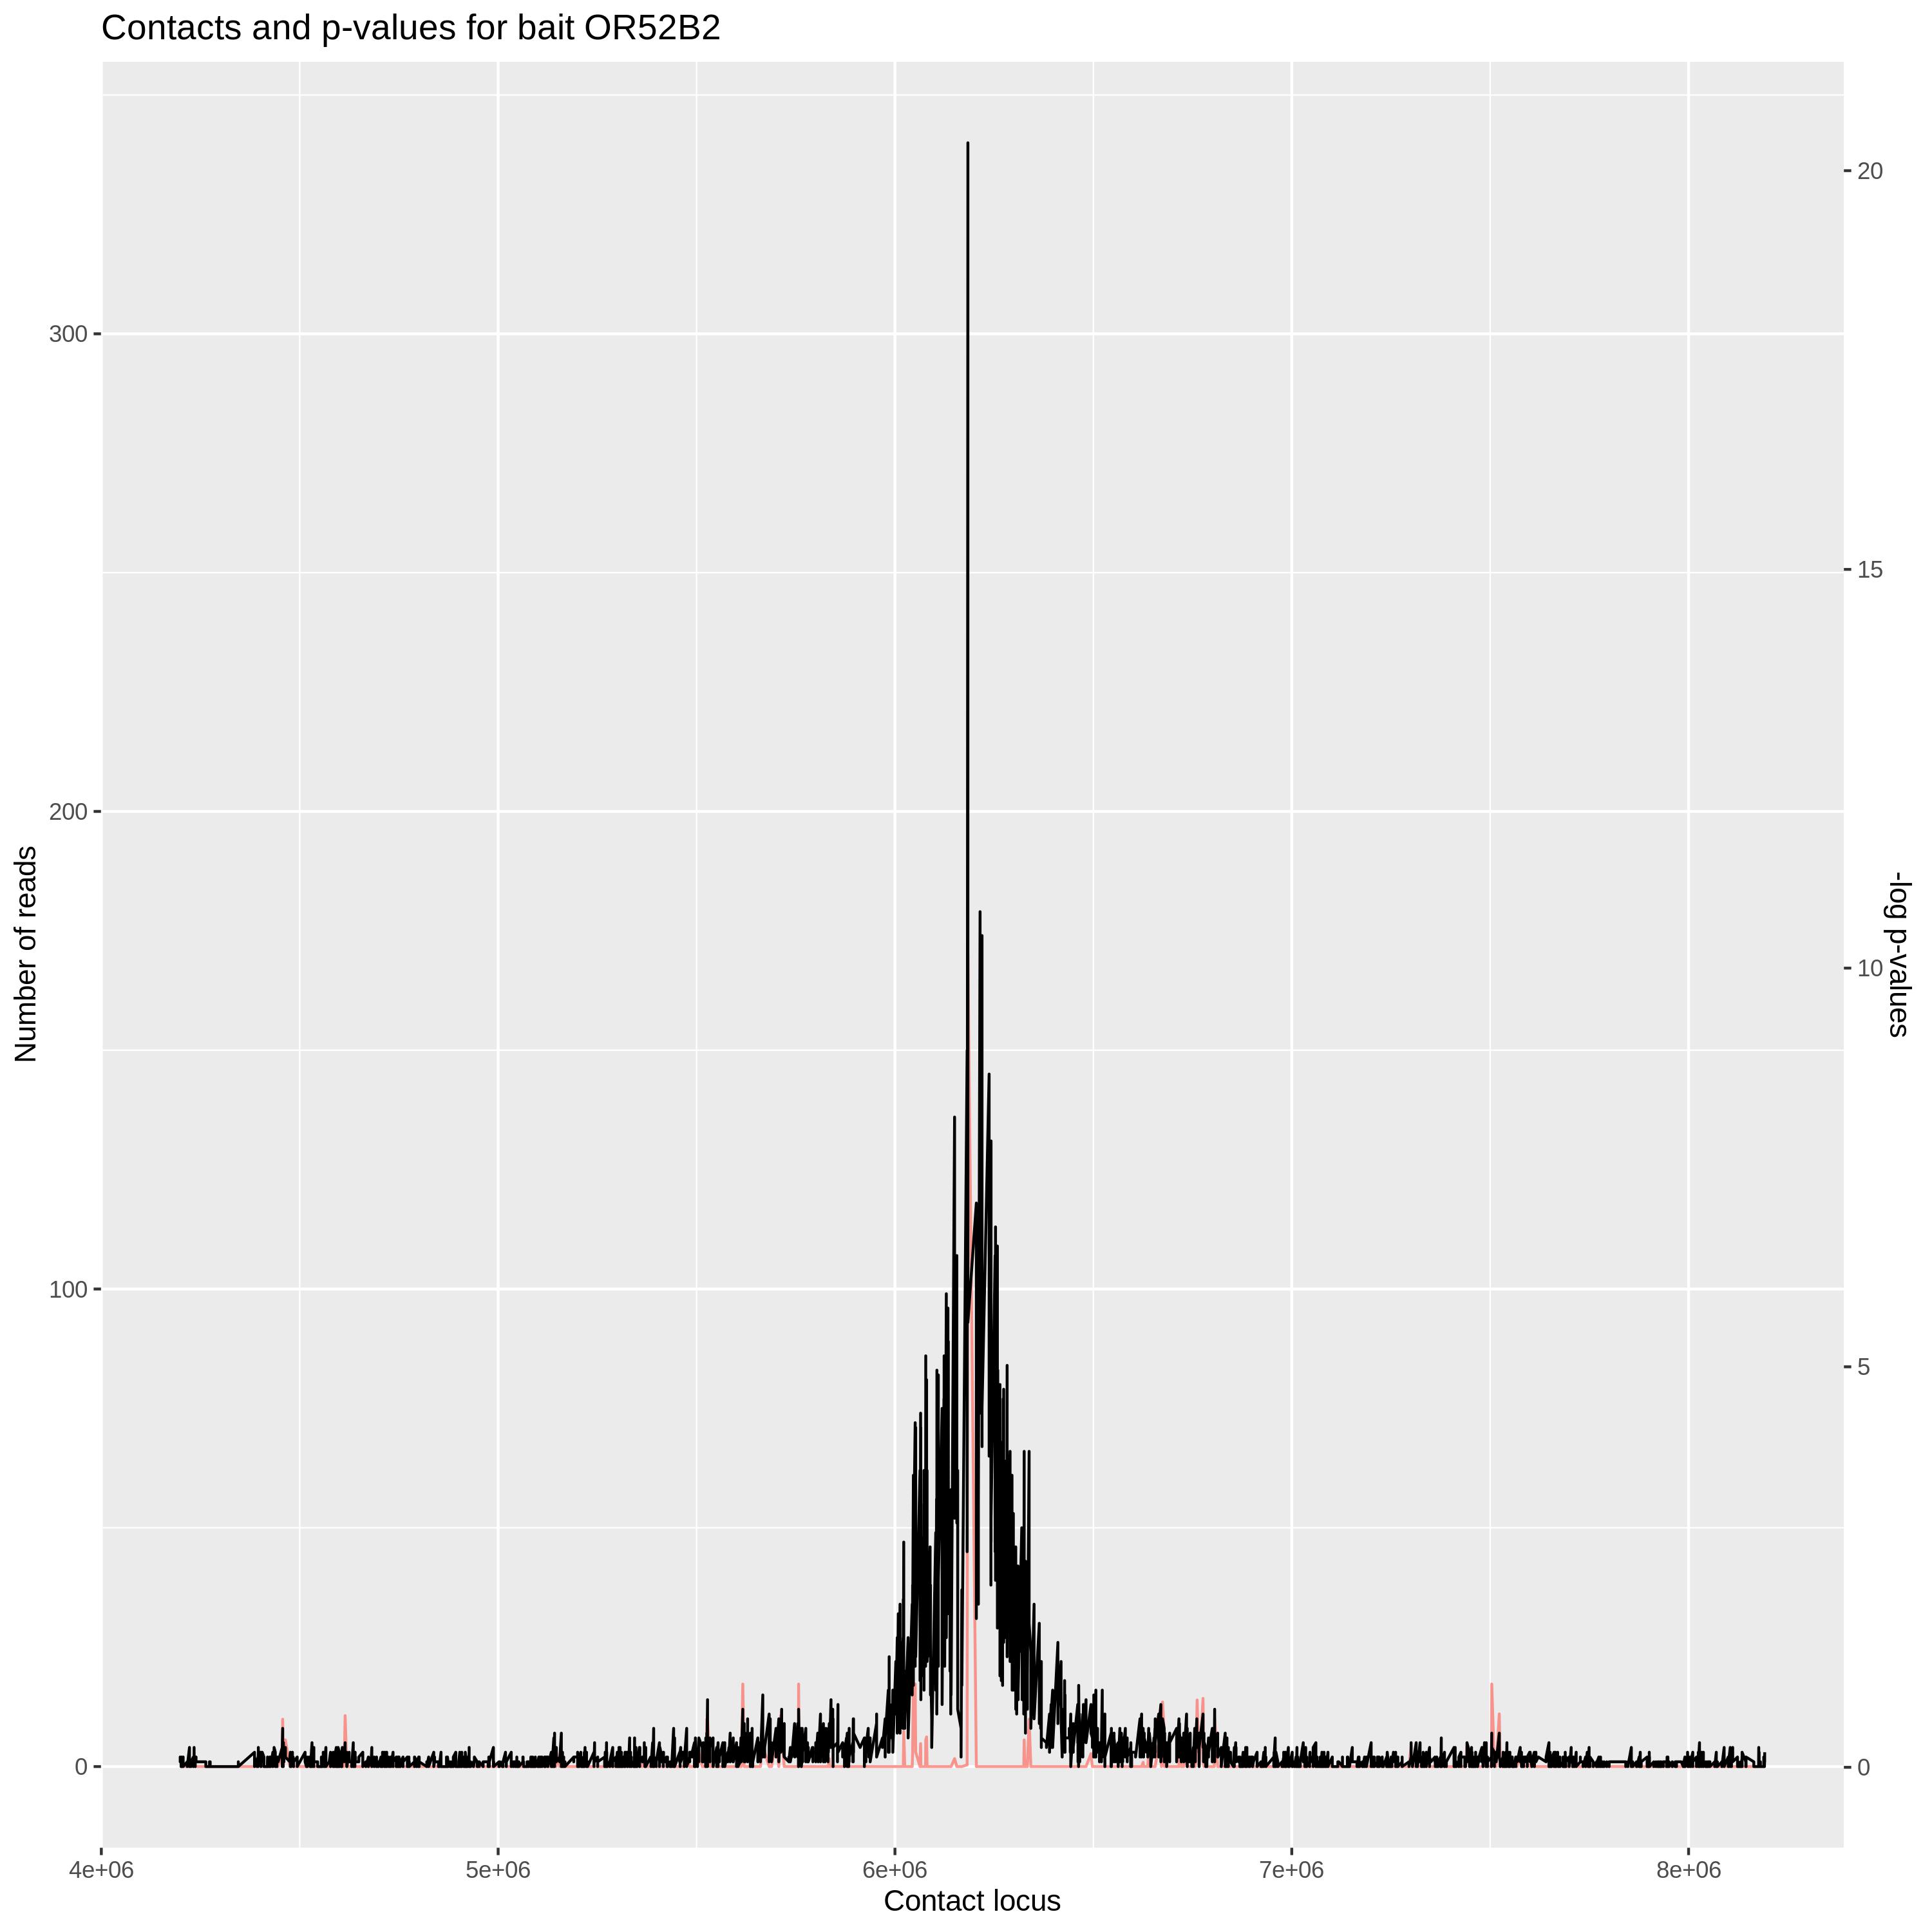 Contacts and p-values for bait OR52B2
Number of reads
300
200
100
0
20
15
10
5
0
-log p-values
4e+06
5e+06
6e+06
7e+06
8e+06
Contact locus